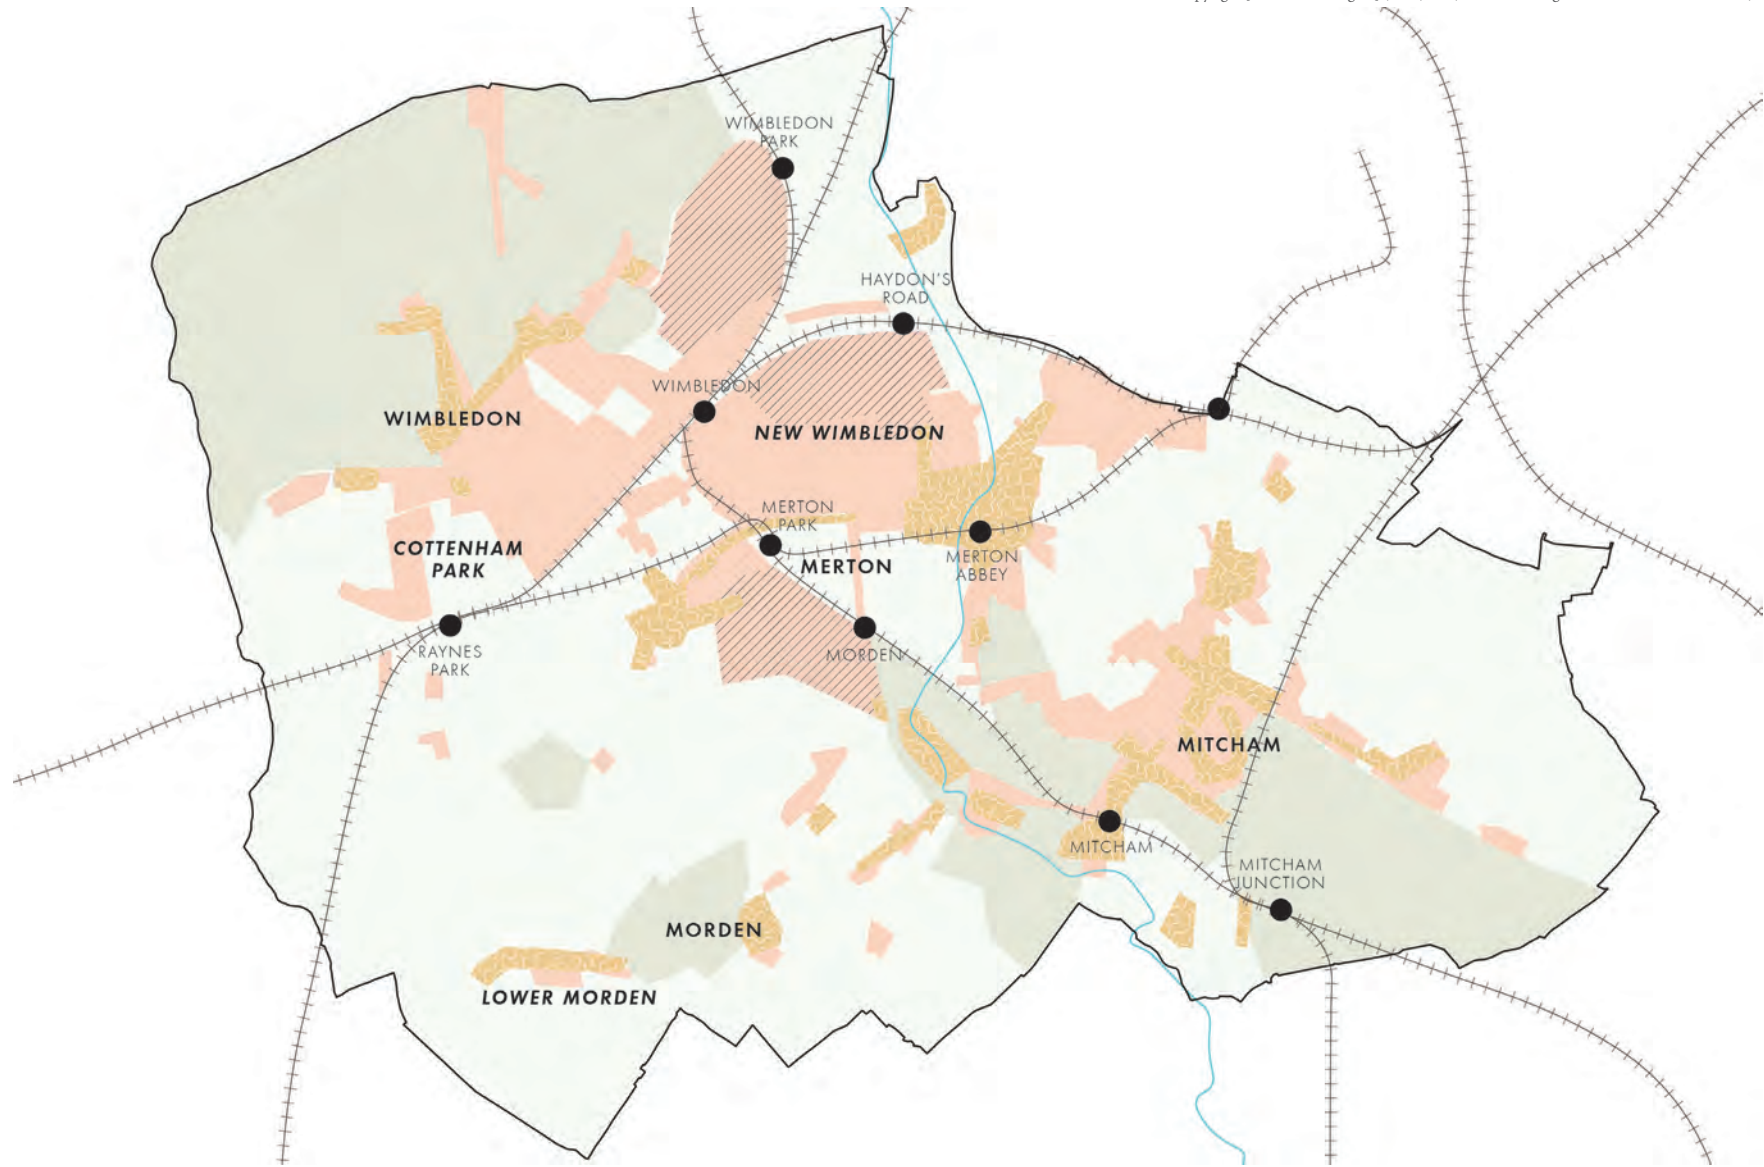 WIMBLEDON
PARK
HAYDON'S
ROAD
WIMBLEDON
WIMBLEDON
NEW WIMBLEDON
MERTON
PARK
COTTENHAM
PARK
MERTON
MERTON
ABBEY
RAYNES
PARK
MORDEN
MITCHAM
MITCHAM
MITCHAM
JUNCTION
MORDEN
LOWER MORDEN